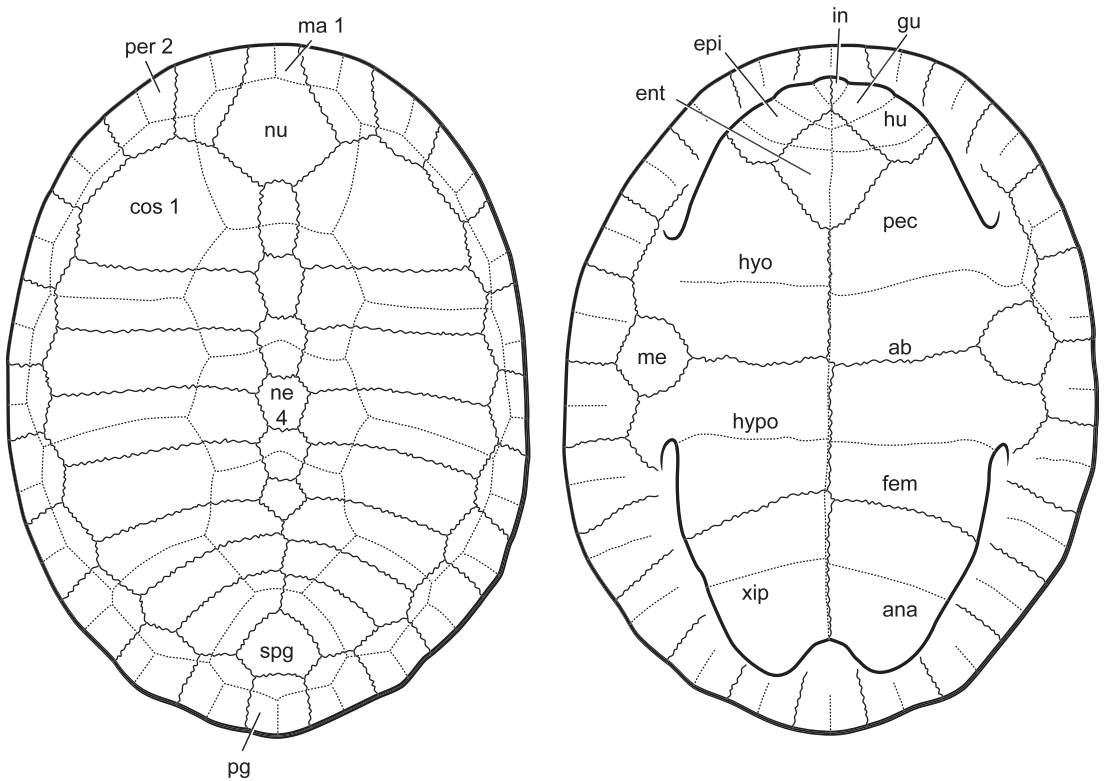 per 2
ma 1
nu
cos 1
ne
4
spg
pg
in
gu
epi
ent
hu
pec
hyo
me
ab
hypo
fem
xip
ana